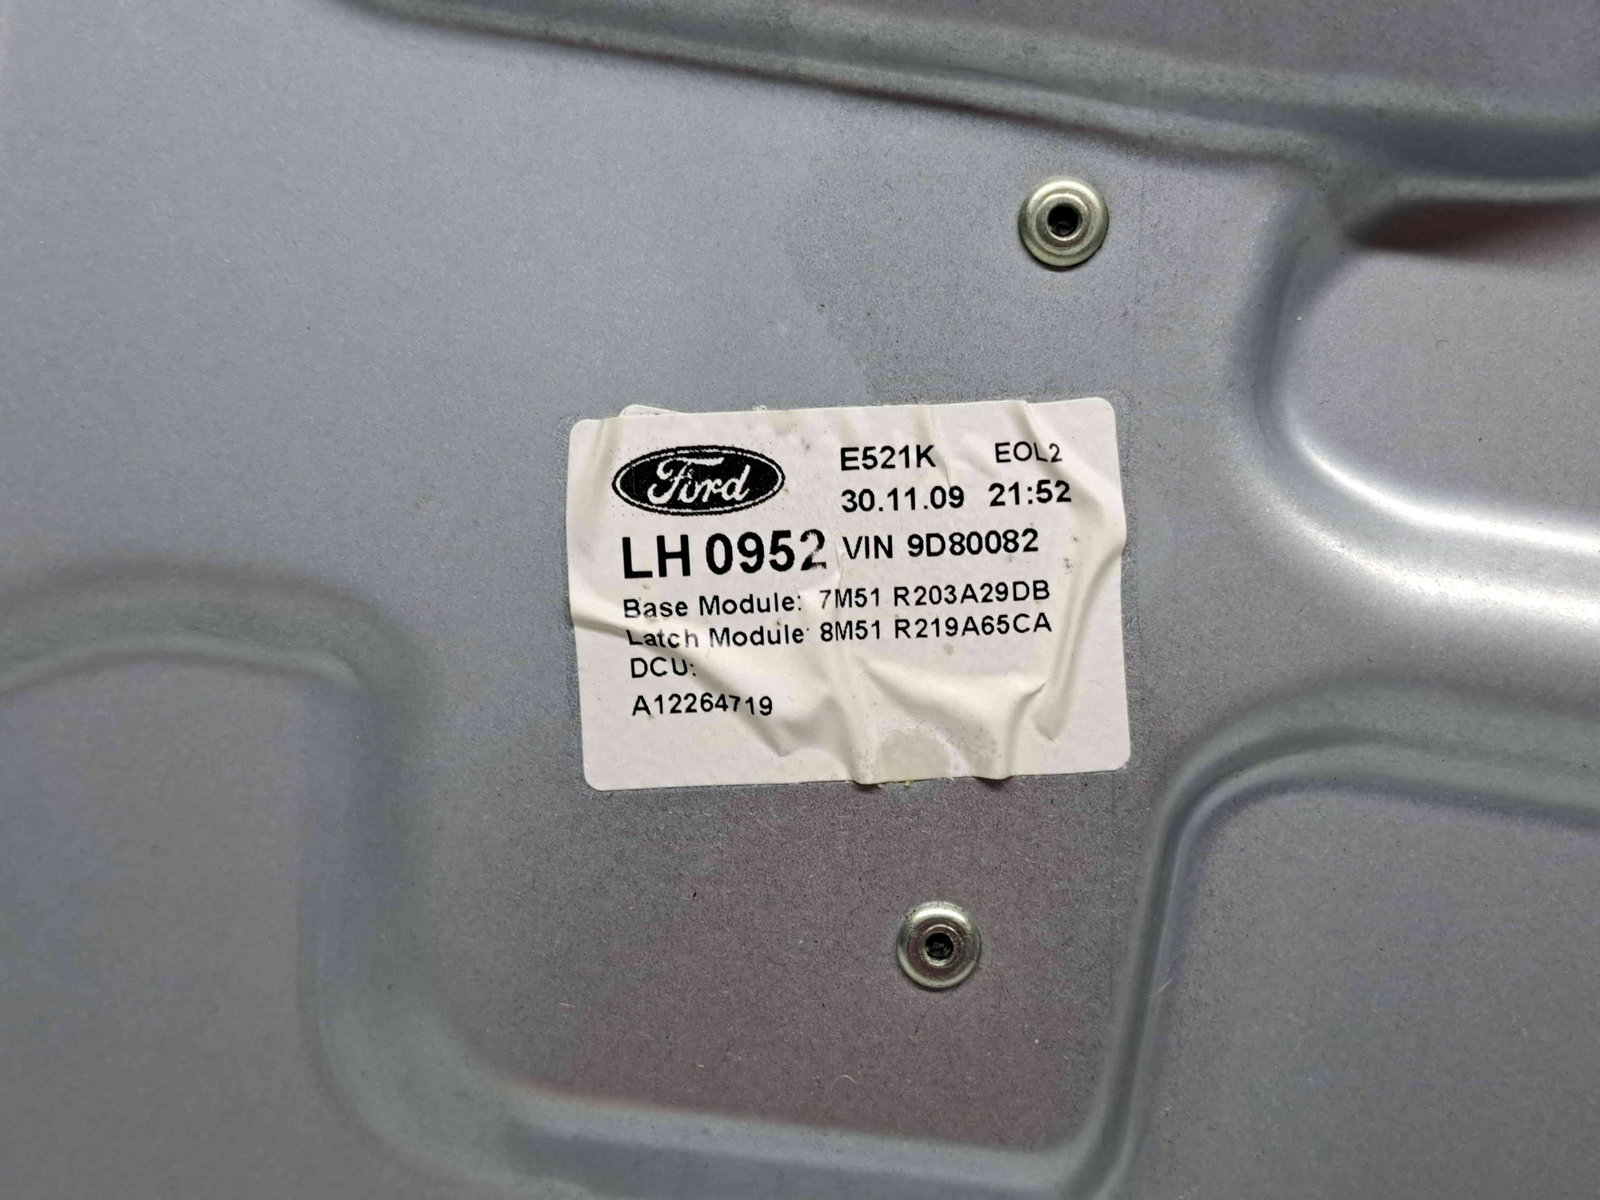 Ford E521K EOL2
30.11.09 21:52
LH 0952 VIN 9D80082
Base Module: 7M51 R203A29DB
Latch Module: 8M51 R219A65CA
DCU:
A12264719